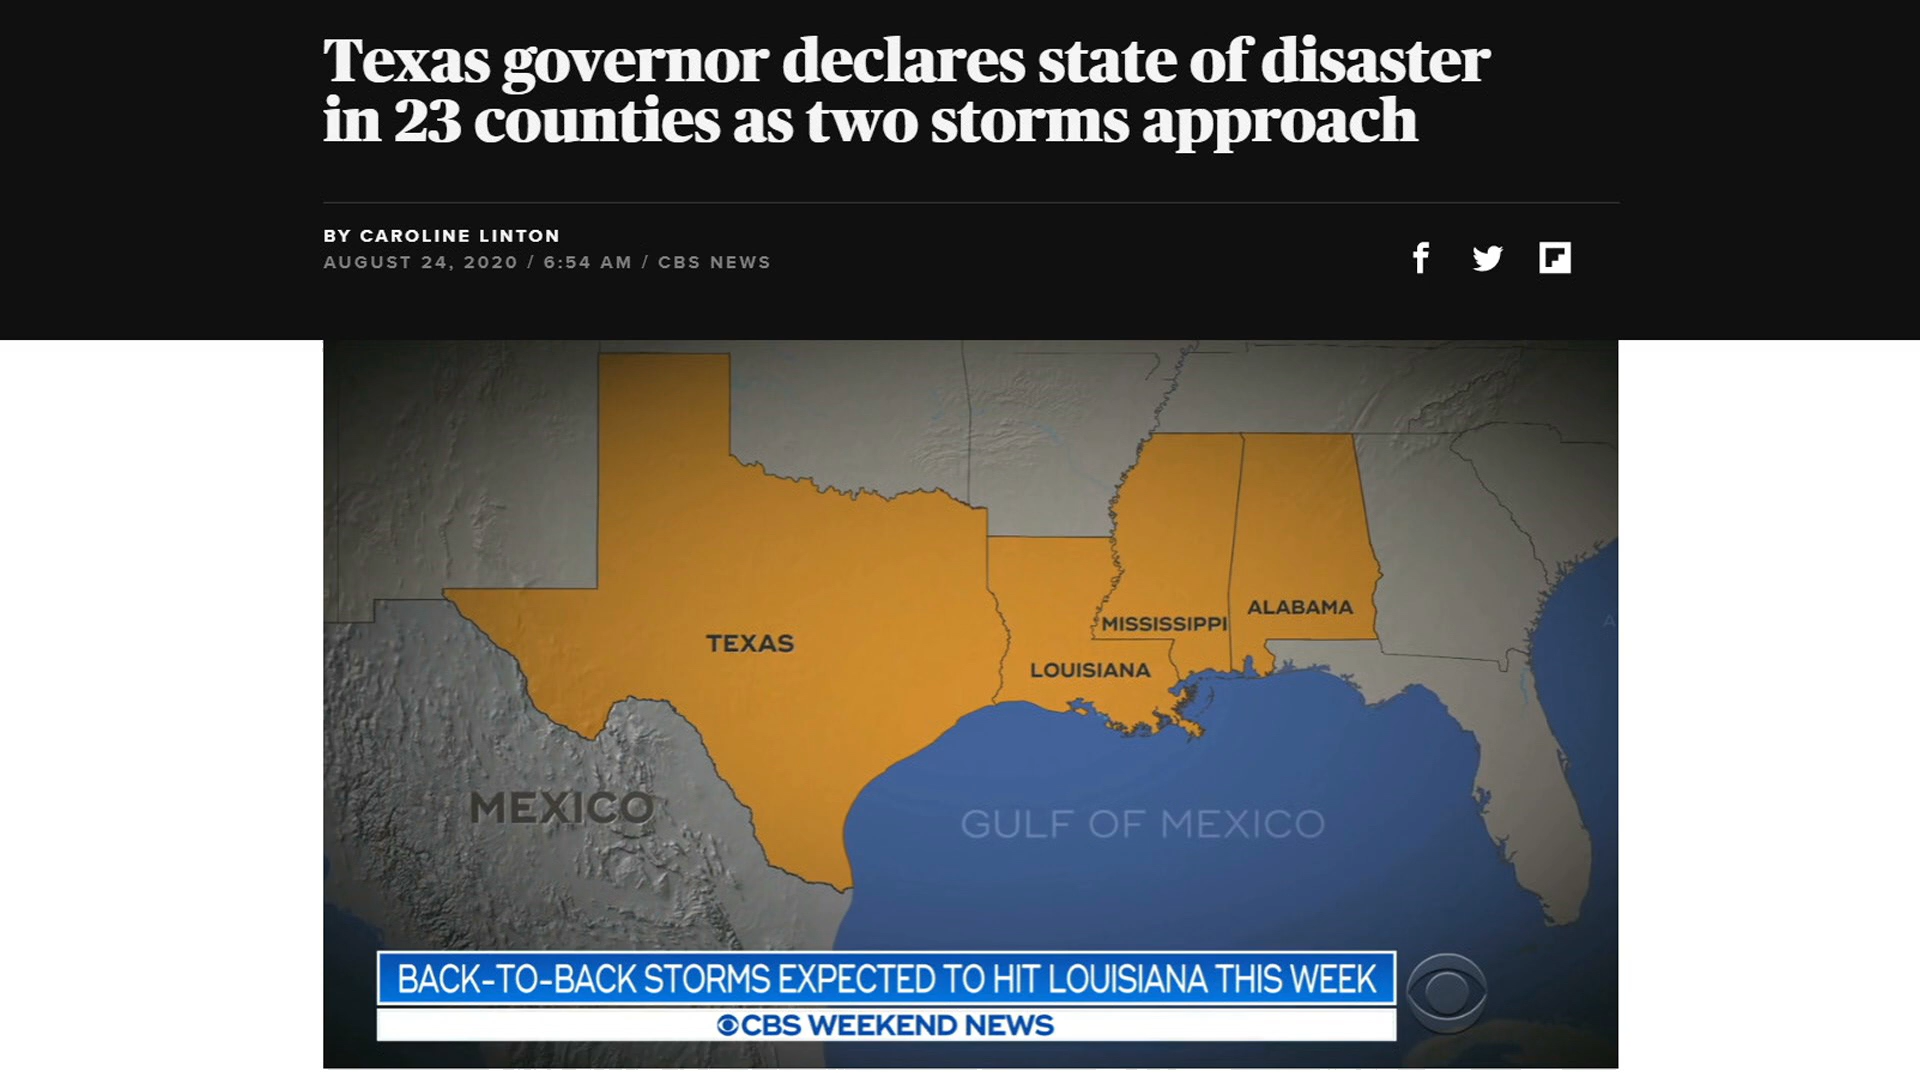 Texas governor declares state of disaster
in 23 counties as two storms approach
BY CAROLINE LINTON
AUGUST 24, 2020 / 6:54 AM / CBS NEWS
TEXAS
LOUISIANA
MISSISSIPPI
ALABAMA
MEXICO
GULF OF MEXICO
A
BACK-TO-BACK STORMS EXPECTED TO HIT LOUISIANA THIS WEEK
CBS WEEKEND NEWS